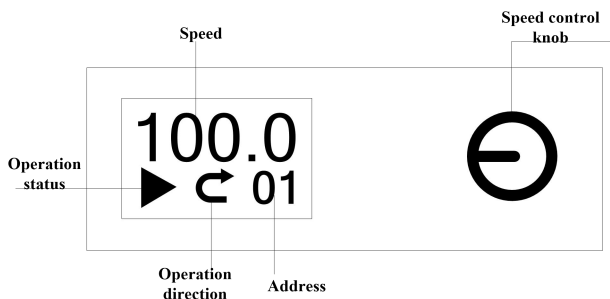 Speed control
knob
Speed
100.0
Operation
status
01
Operation
direction
Address